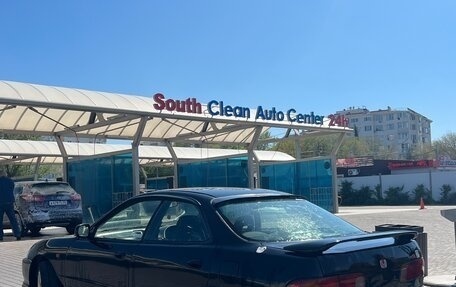 South Clean Auto Center 24h